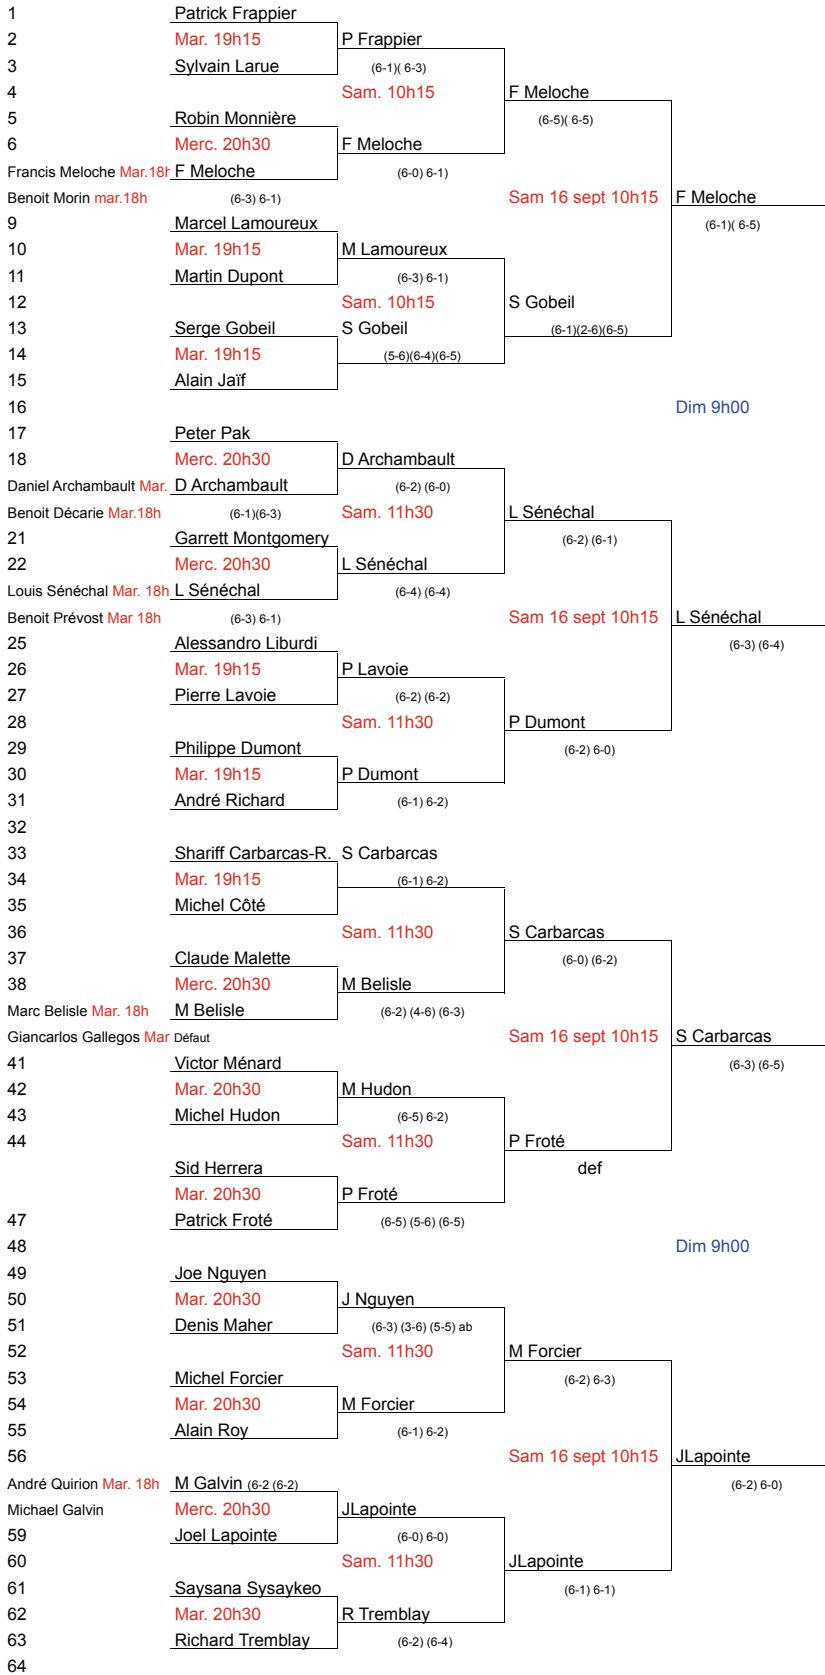 1 Patrick Frappier
2 Mar. 19h15 P Frappier
3 Sylvain Larue (6-1)( 6-3)
4 Sam. 10h15 F Meloche
5 Robin Monnière (6-5)( 6-5)
6 Merc. 20h30 F Meloche
Francis Meloche Mar.18h F Meloche (6-0) 6-1)
Benoit Morin mar.18h (6-3) 6-1) Sam 16 sept 10h15 F Meloche
9 Marcel Lamoureux (6-1)( 6-5)
10 Mar. 19h15 M Lamoureux
11 Martin Dupont (6-3) 6-1)
12 Sam. 10h15 S Gobeil
13 Serge Gobeil S Gobeil (6-1)(2-6)(6-5)
14 Mar. 19h15 (5-6)(6-4)(6-5)
15 Alain Jaïf
16 Dim 9h00
17 Peter Pak
18 Merc. 20h30 D Archambault
Daniel Archambault Mar. D Archambault (6-2) (6-0)
Benoit Décarie Mar.18h (6-1)(6-3) Sam. 11h30 L Sénéchal
21 Garrett Montgomery (6-2) (6-1)
22 Merc. 20h30 L Sénéchal
Louis Sénéchal Mar. 18h L Sénéchal (6-4) (6-4)
Benoit Prévost Mar 18h (6-3) 6-1) Sam 16 sept 10h15 L Sénéchal
25 Alessandro Liburdi (6-3) (6-4)
26 Mar. 19h15 P Lavoie
27 Pierre Lavoie (6-2) (6-2)
28 Sam. 11h30 P Dumont
29 Philippe Dumont (6-2) 6-0)
30 Mar. 19h15 P Dumont
31 André Richard (6-1) 6-2)
32
33 Shariff Carbarcas-R. S Carbarcas
34 Mar. 19h15 (6-1) 6-2)
35 Michel Côté
36 Sam. 11h30 S Carbarcas
37 Claude Malette (6-0) (6-2)
38 Merc. 20h30 M Belisle
Marc Belisle Mar. 18h M Belisle (6-2) (4-6) (6-3)
Giancarlos Gallegos Mar Défaut Sam 16 sept 10h15 S Carbarcas
41 Victor Ménard (6-3) (6-5)
42 Mar. 20h30 M Hudon
43 Michel Hudon (6-5) 6-2)
44 Sam. 11h30 P Froté
Sid Herrera def
Mar. 20h30 P Froté
47 Patrick Froté (6-5) (5-6) (6-5)
48 Dim 9h00
49 Joe Nguyen
50 Mar. 20h30 J Nguyen
51 Denis Maher (6-3) (3-6) (5-5) ab
52 Sam. 11h30 M Forcier
53 Michel Forcier (6-2) 6-3)
54 Mar. 20h30 M Forcier
55 Alain Roy (6-1) 6-2)
56 Sam 16 sept 10h15 JLapointe
André Quirion Mar. 18h M Galvin (6-2 (6-2) (6-2) 6-0)
Michael Galvin Merc. 20h30 JLapointe
59 Joel Lapointe (6-0) 6-0)
60 Sam. 11h30 JLapointe
61 Saysana Sysaykeo (6-1) 6-1)
62 Mar. 20h30 R Tremblay
63 Richard Tremblay (6-2) (6-4)
64